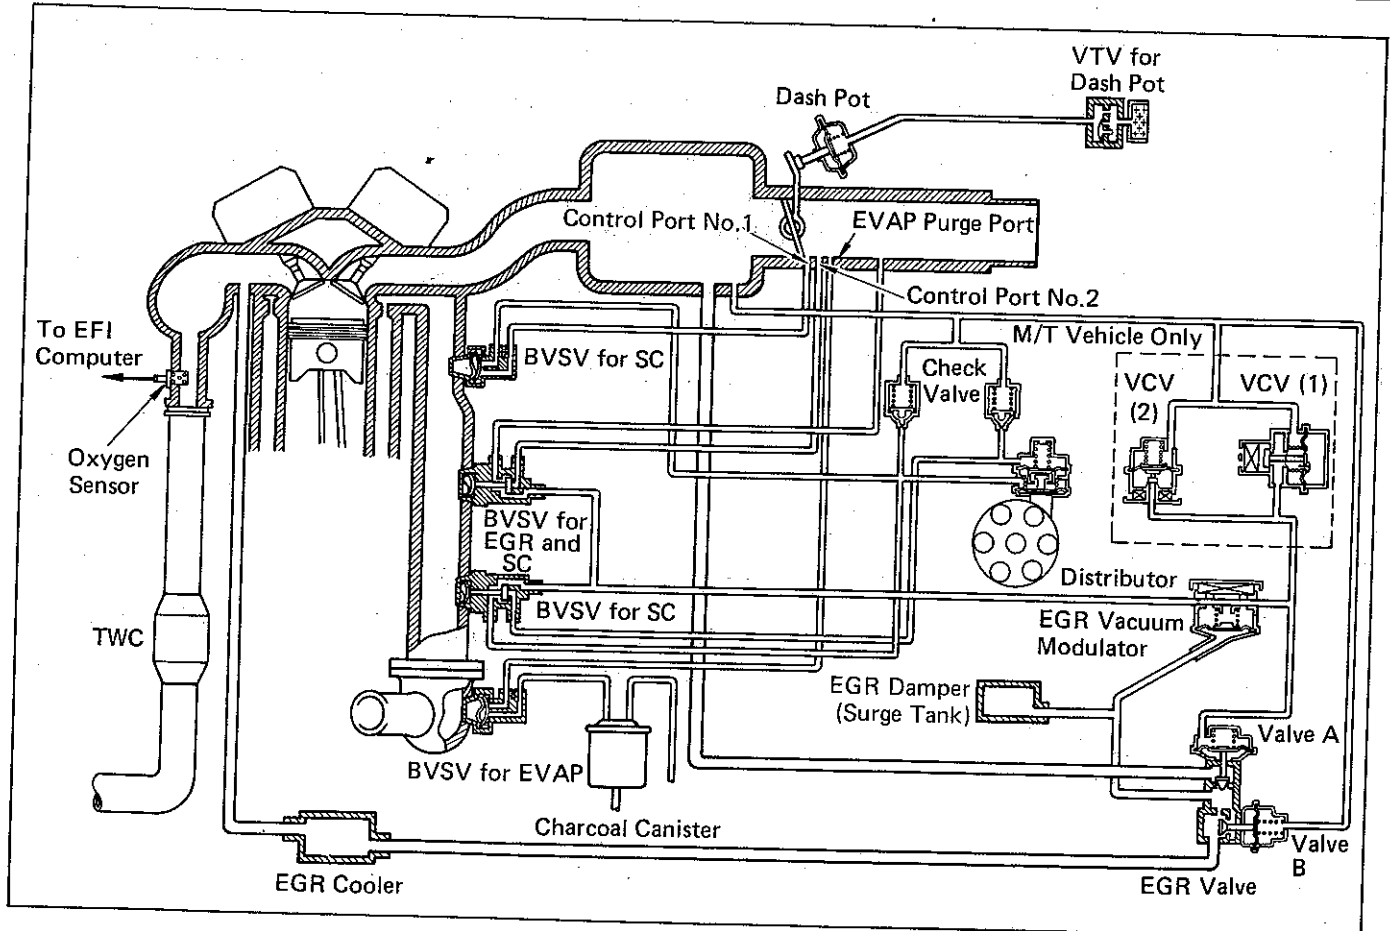 VTV for
Dash Pot
Dash Pot
Control Port No.1
EVAP Purge Port
Control Port No.2
To EFI
Computer
M/T Vehicle Only
BVSV for SC
Check
Valve
VCV
(2)
VCV (1)
Oxygen
Sensor
BVSV for
EGR and
SC
Distributor
BVSV for SC
EGR Vacuum
Modulator
TWC
EGR Damper
(Surge Tank)
Valve A
BVSV for EVAP
Charcoal Canister
Valve
B
EGR Cooler
EGR Valve